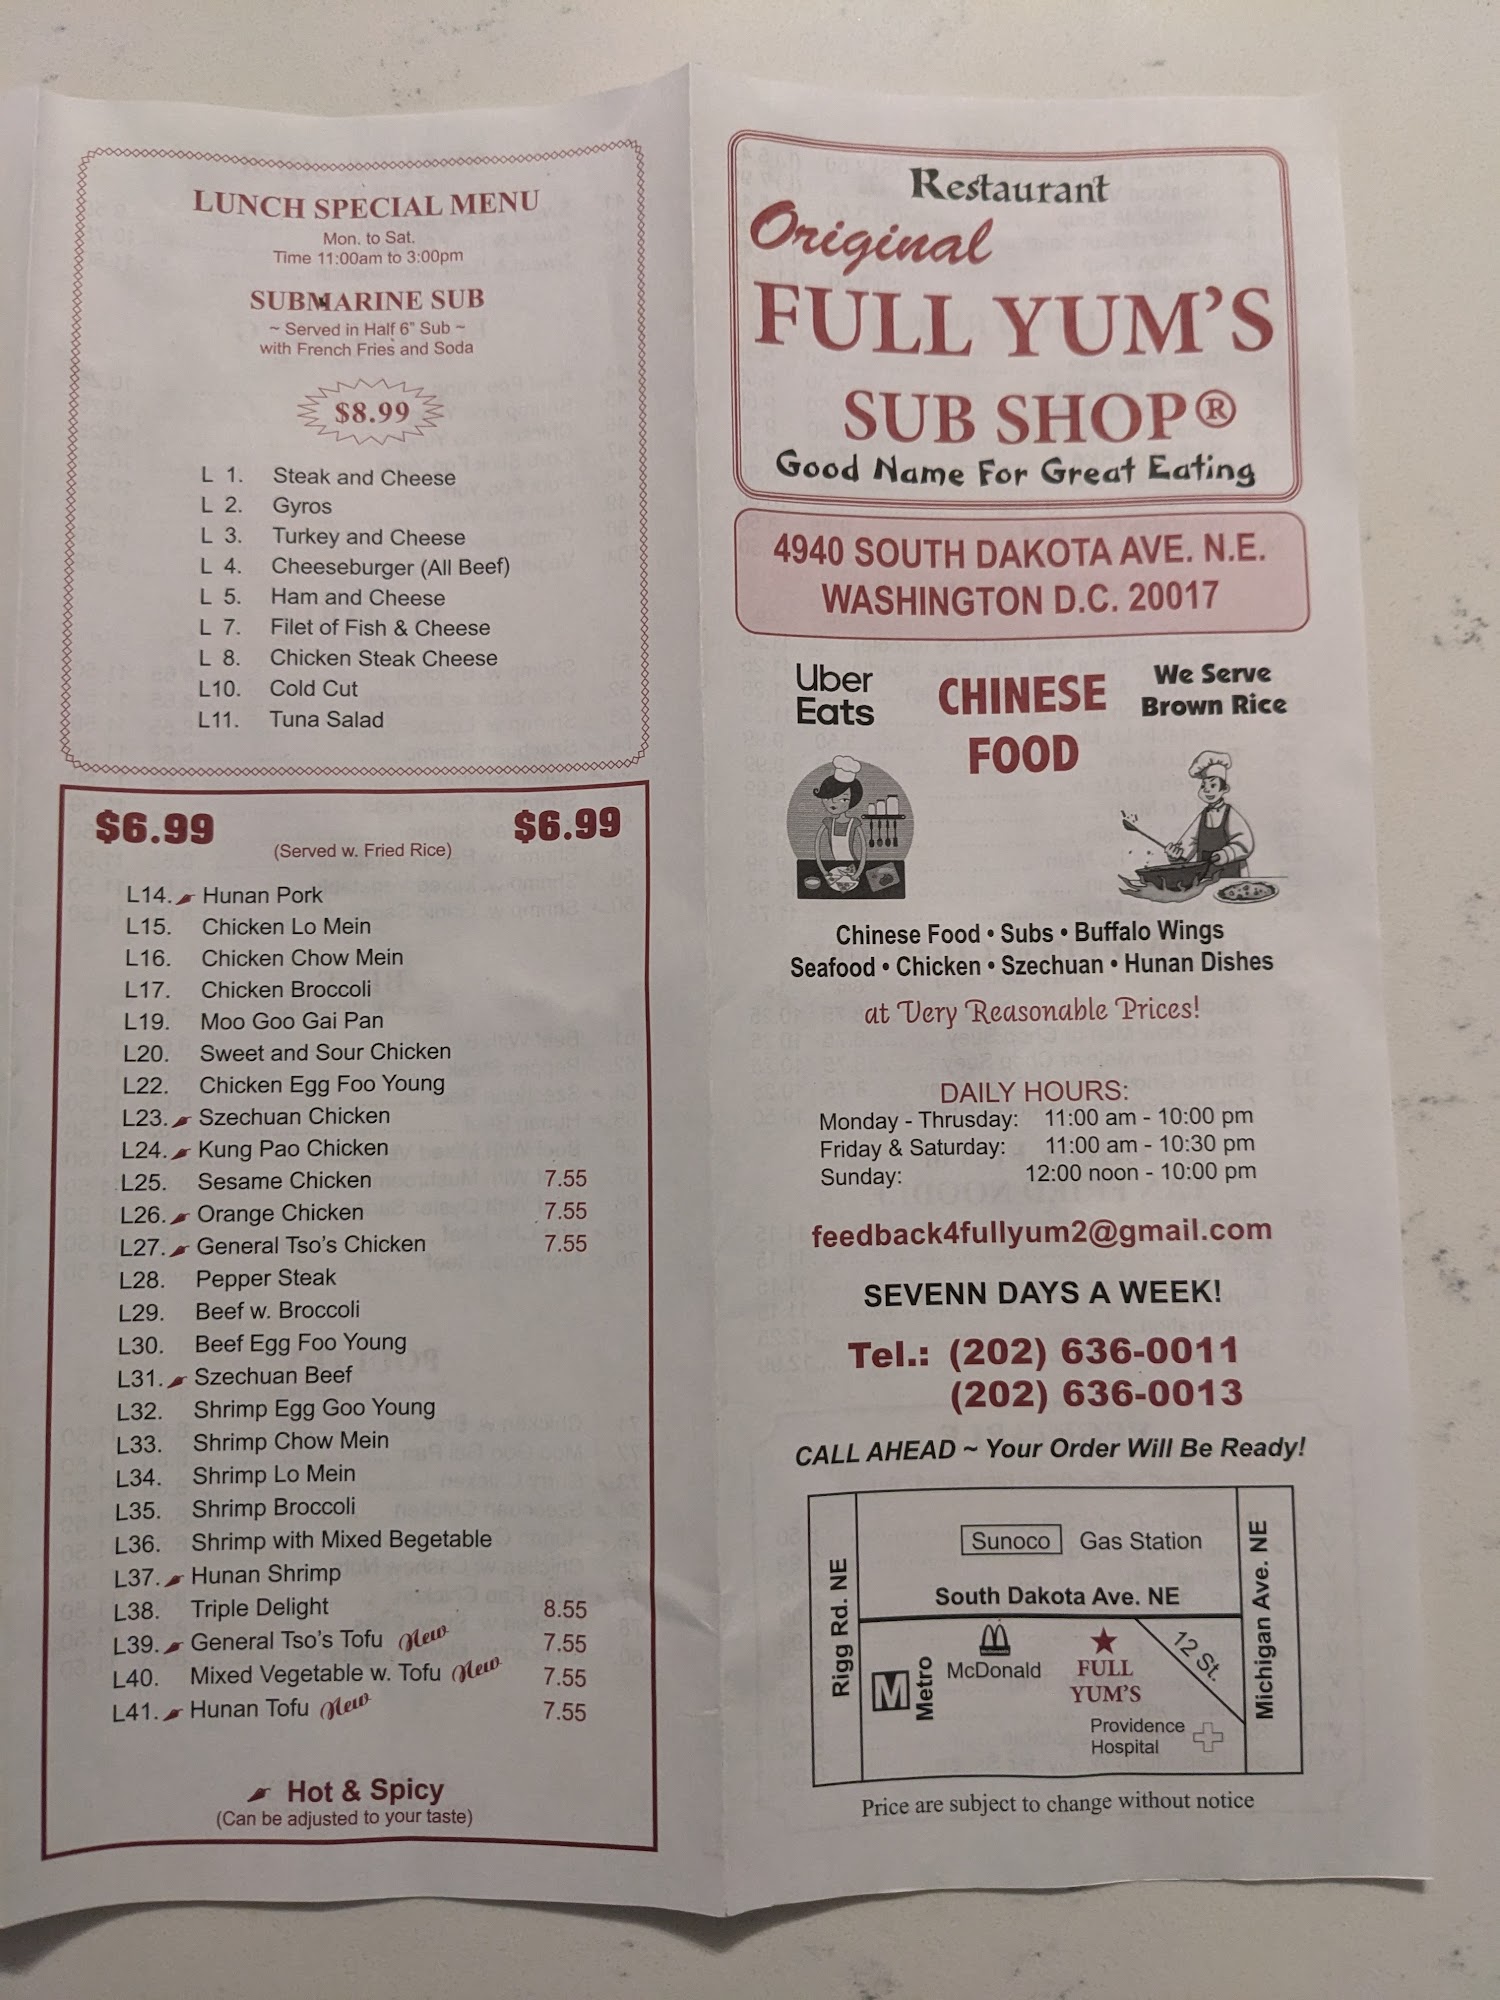 LUNCH SPECIAL MENU
Mon. to Sat.
Time 11:00am to 3:00pm
SUBMARINE SUB
~ Served in Half 6" Sub ~
with French Fries and Soda
$8.99
L 1. Steak and Cheese
L 2. Gyros
L 3. Turkey and Cheese
L 4. Cheeseburger (All Beef)
L 5. Ham and Cheese
L 7. Filet of Fish & Cheese
L 8. Chicken Steak Cheese
L10. Cold Cut
L11. Tuna Salad
$6.99 $6.99
(Served w. Fried Rice)
L14. Hunan Pork
L15. Chicken Lo Mein
L16. Chicken Chow Mein
L17. Chicken Broccoli
L19. Moo Goo Gai Pan
L20. Sweet and Sour Chicken
L22. Chicken Egg Foo Young
L23. Szechuan Chicken
L24. Kung Pao Chicken
L25. Sesame Chicken 7.55
L26. Orange Chicken 7.55
L27. General Tso's Chicken 7.55
L28. Pepper Steak
L29. Beef w. Broccoli
L30. Beef Egg Foo Young
L31. Szechuan Beef
L32. Shrimp Egg Goo Young
L33. Shrimp Chow Mein
L34. Shrimp Lo Mein
L35. Shrimp Broccoli
L36. Shrimp with Mixed Begetable
L37. Hunan Shrimp
L38. Triple Delight 8.55
L39. General Tso's Tofu New 7.55
L40. Mixed Vegetable w. Tofu New 7.55
L41. Hunan Tofu New 7.55
Hot & Spicy
(Can be adjusted to your taste)
Restaurant
Original
FULL YUM'S
SUB SHOP®
Good Name For Great Eating
4940 SOUTH DAKOTA AVE. N.E.
WASHINGTON D.C. 20017
Uber
Eats
CHINESE
FOOD
We Serve
Brown Rice
Chinese Food • Subs • Buffalo Wings
Seafood • Chicken • Szechuan • Hunan Dishes
at Very Reasonable Prices!
DAILY HOURS:
Monday - Thrusday: 11:00 am - 10:00 pm
Friday & Saturday: 11:00 am - 10:30 pm
Sunday: 12:00 noon - 10:00 pm
feedback4fullyum2@gmail.com
SEVENN DAYS A WEEK!
Tel.: (202) 636-0011
(202) 636-0013
CALL AHEAD ~ Your Order Will Be Ready!
Sunoco Gas Station
South Dakota Ave. NE
Rigg Rd. NE
M Metro
McDonald
FULL
YUM'S
12 St.
Michigan Ave. NE
Providence
Hospital
Price are subject to change without notice